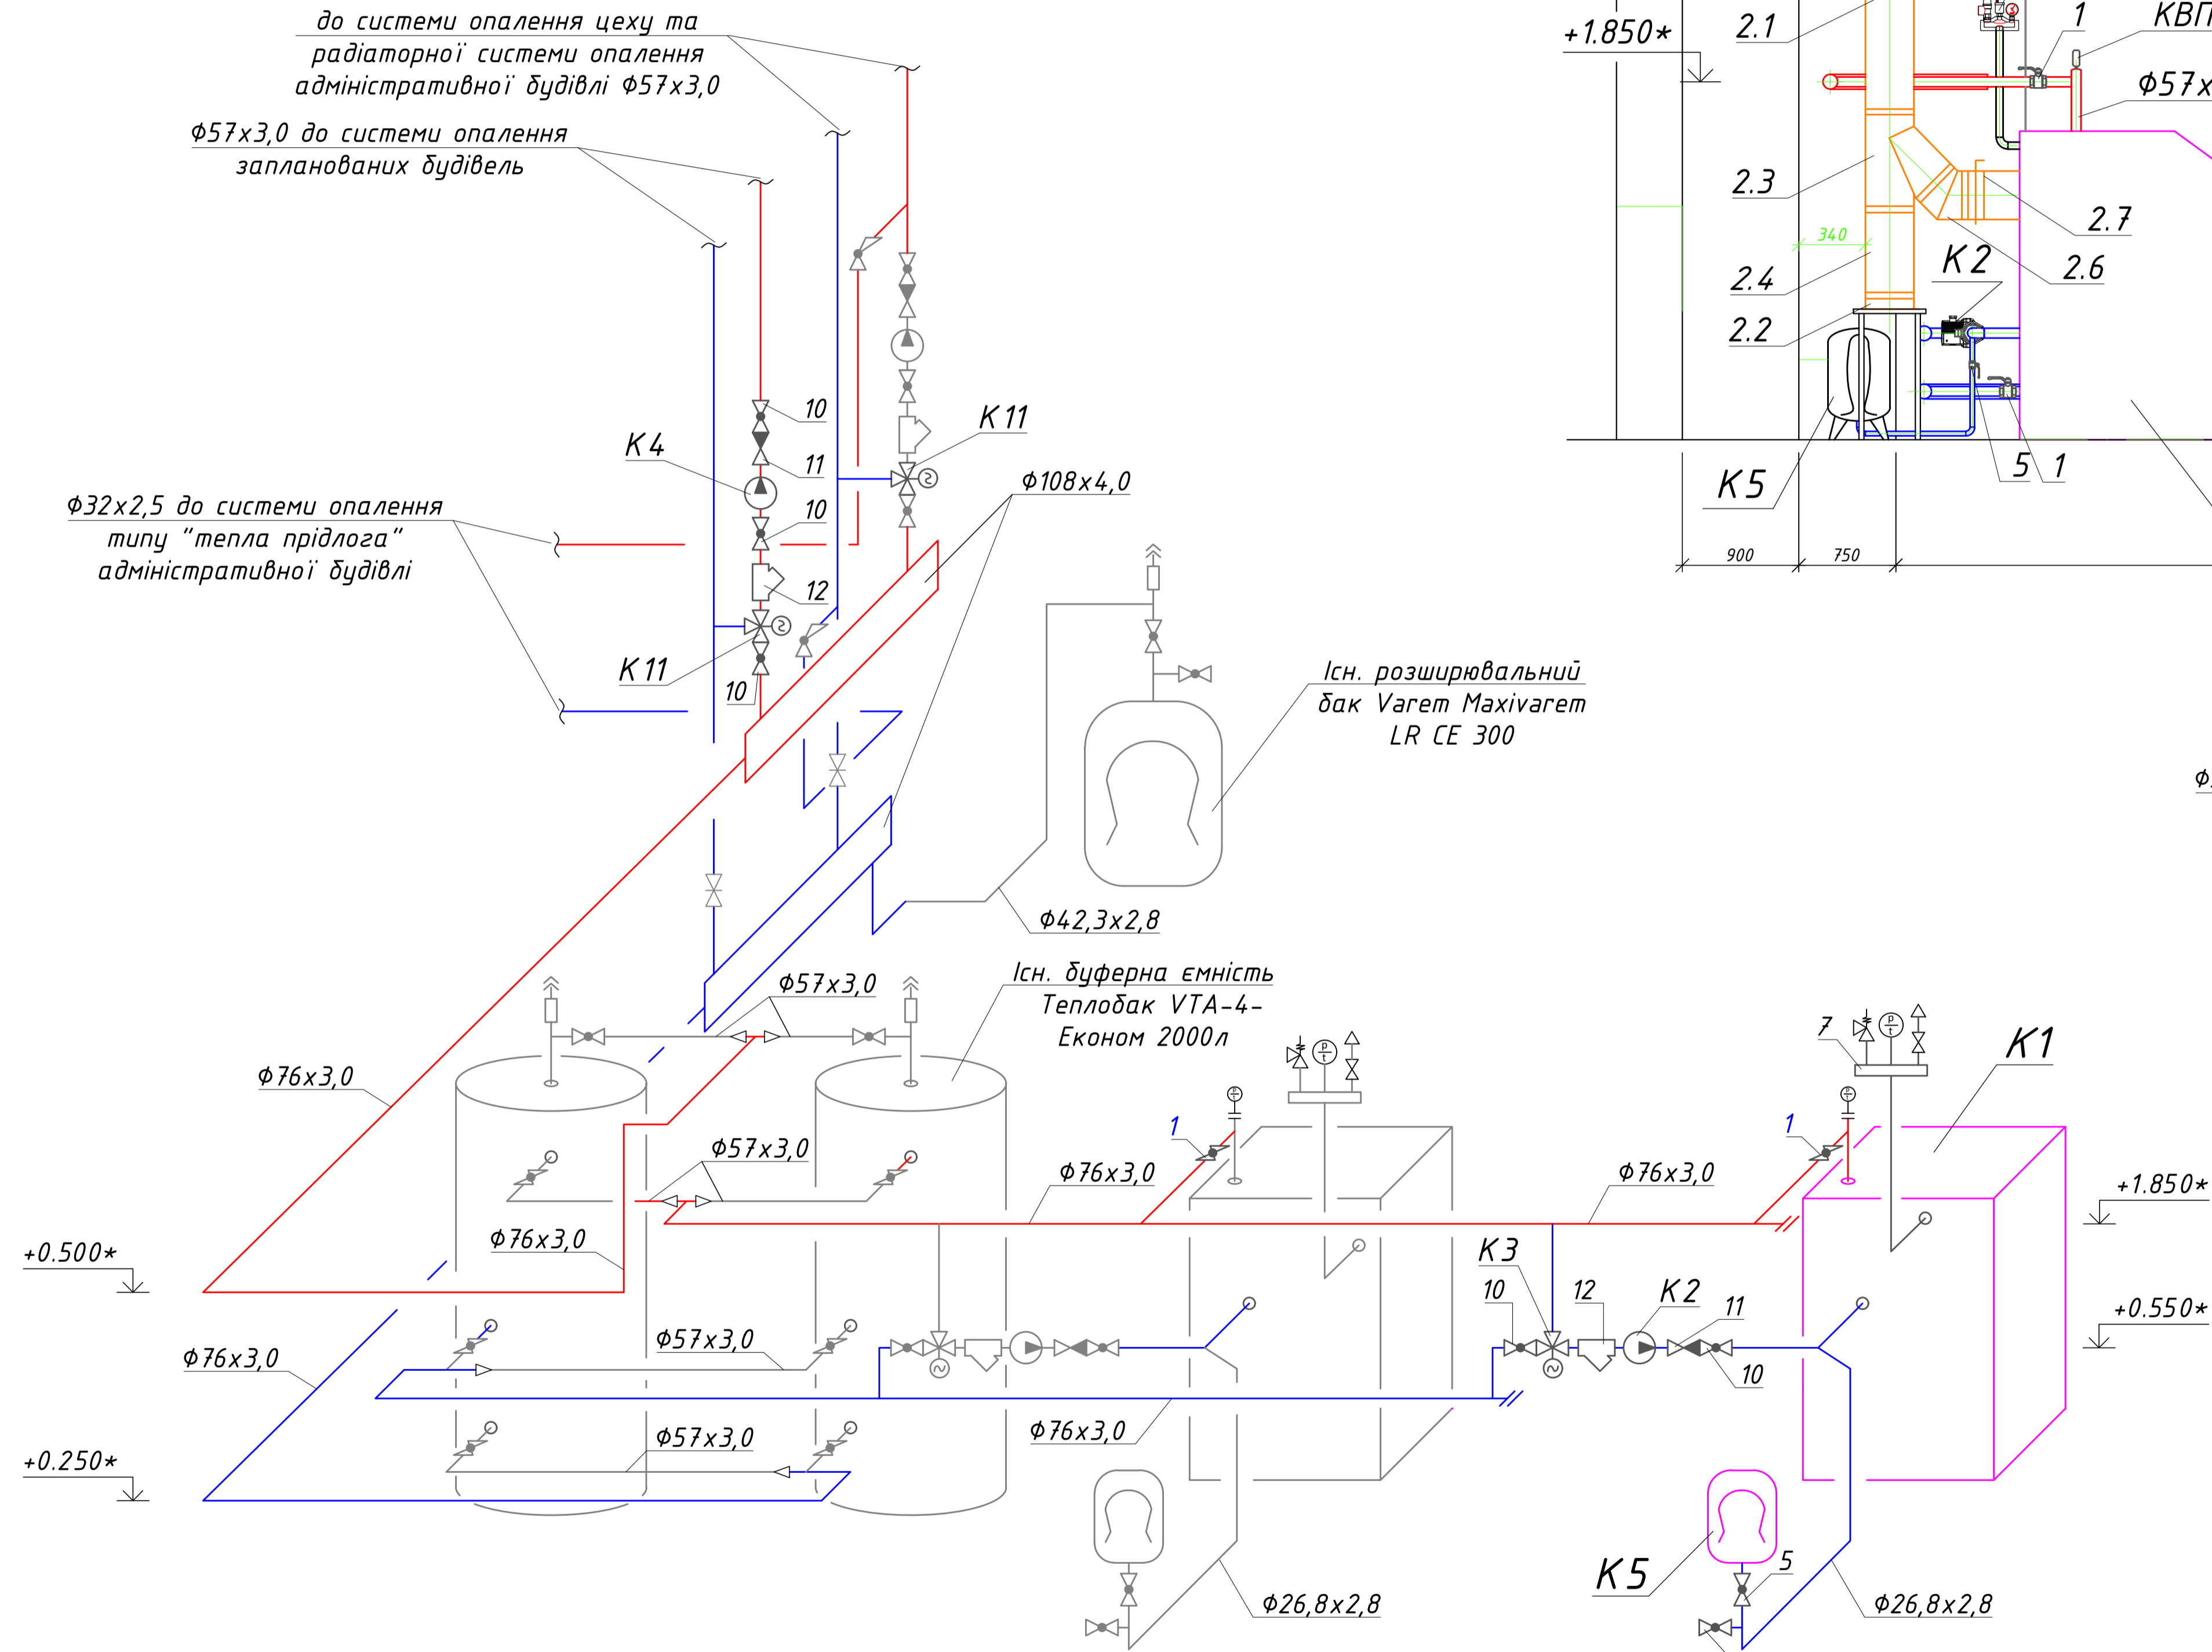 до системи опалення цеху та
радіаторної системи опалення
адміністративної будівлі Ф57х3,0
Ф57х3,0 до системи опалення
запланованих будівель
Ф32х2,5 до системи опалення
типу "тепла прідлога"
адміністративної будівлі
К4
10
11
10
12
К11
10
К11
Ф108х4,0
Існ. розширювальний
бак Varem Maxivarem
LR CE 300
Ф42,3х2,8
Існ. буферна ємність
Теплобак VTA-4-
Економ 2000л
Ф57х3,0
Ф76х3,0
Ф57х3,0
Ф76х3,0
+0.500*
Ф76х3,0
Ф57х3,0
Ф57х3,0
+0.250*
1
Ф76х3,0
Ф76х3,0
Ф76х3,0
p
t
7
p
t
К1
1
+1.850*
+0.550*
К3
10
12
К2
11
10
К5
5
Ф26,8х2,8
Ф26,8х2,8
+1.850*
2.1
1
КВП
Ф57х
2.3
2.7
340
К2
2.6
2.4
2.2
К5
5
1
900
750